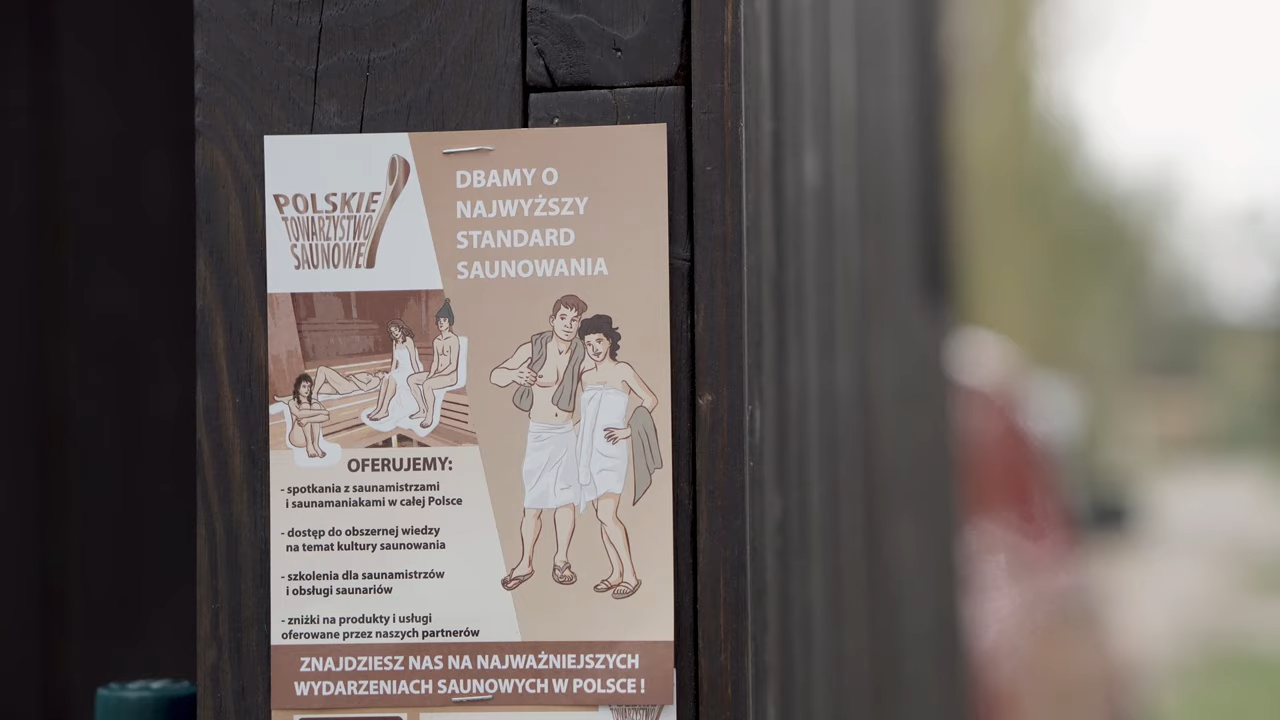 POLSKIE
TOWARZYSTWO
SAUNOWE
DBAMY O
NAJWYŻSZY
STANDARD
SAUNOWANIA
OFERUJEMY:
- spotkania z saunamistrzami
i saunamaniakami w całej Polsce
- dostęp do obszernej wiedzy
na temat kultury saunowania
- szkolenia dla saunamistrzów
i obsługi saunariów
- zniżki na produkty i usługi
oferowane przez naszych partnerów
ZNAJDZIESZ NAS NA NAJWAŻNIEJSZYCH
WYDARZENIACH SAUNOWYCH W POLSCE !